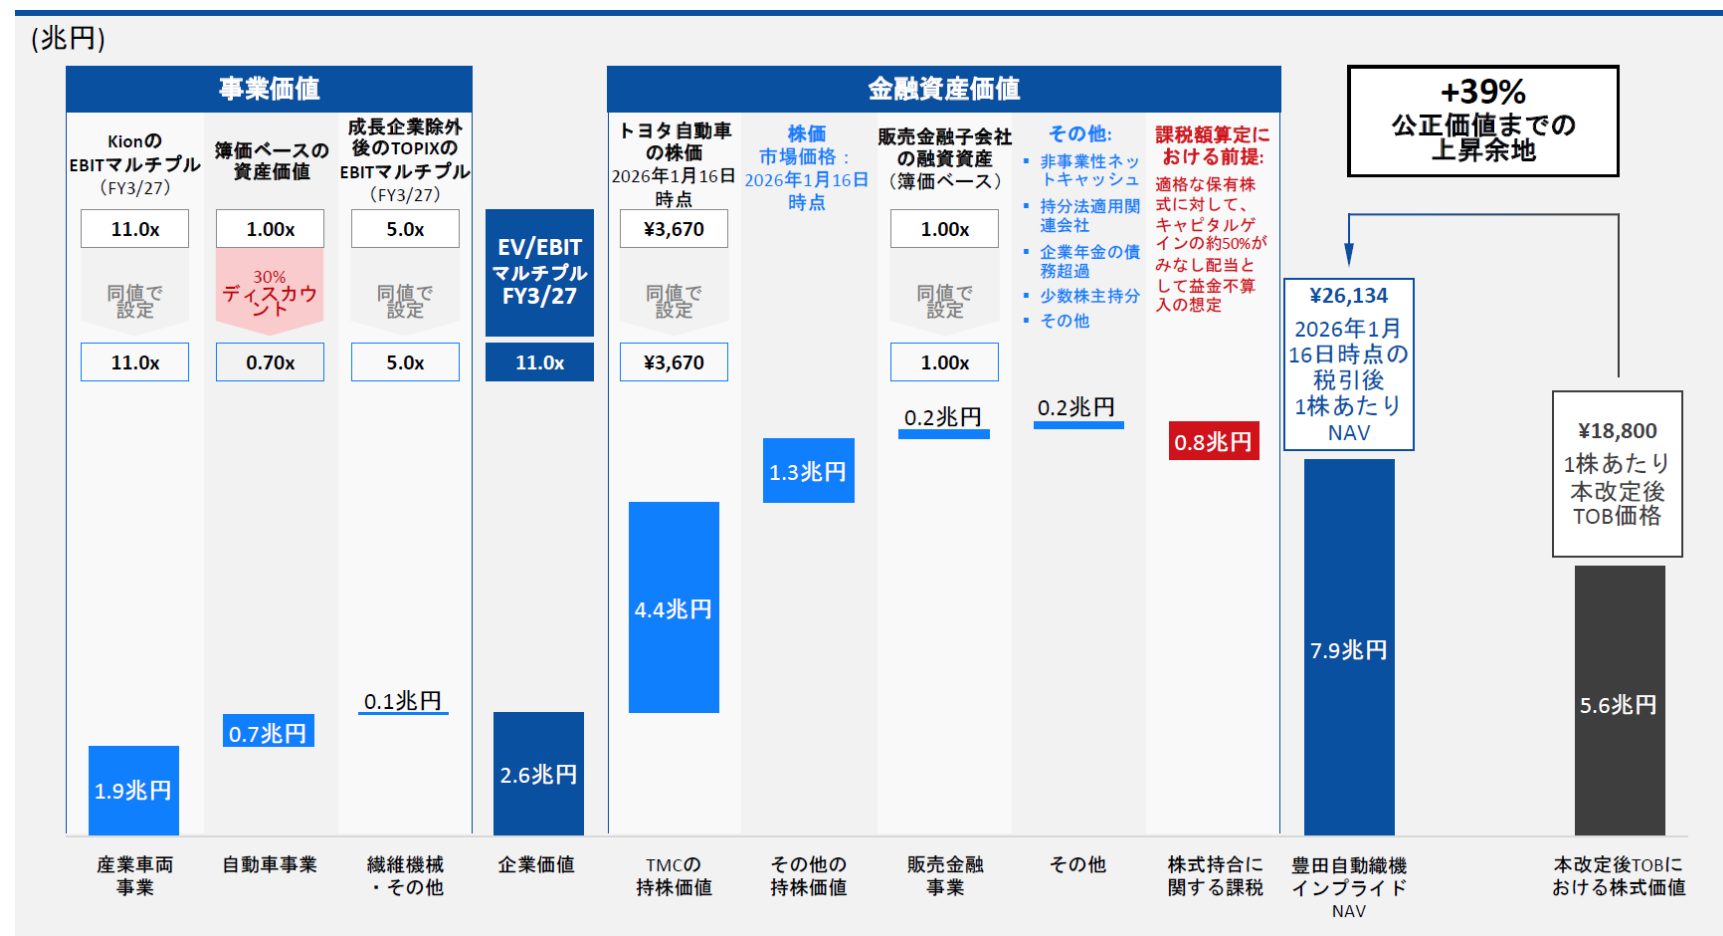 (兆円)
事業価値
Kionの
EBITマルチプル
（FY3/27）
11.0x
同値で
設定
11.0x
1.9兆円
産業車両
事業
簿価ベースの
資産価値
1.00x
30%
ディスカウ
ント
0.70x
0.7兆円
自動車事業
成長企業除外
後のTOPIXの
EBITマルチプル
（FY3/27）
5.0x
同値で
設定
5.0x
0.1兆円
繊維機械
・その他
EV/EBIT
マルチプル
FY3/27
11.0x
2.6兆円
企業価値
金融資産価値
トヨタ自動車
の株価
2026年1月16日
時点
¥3,670
同値で
設定
¥3,670
4.4兆円
TMCの
持株価値
株価
市場価格：
2026年1月16日
時点
1.3兆円
その他の
持株価値
販売金融子会社
の融資資産
（簿価ベース）
1.00x
同値で
設定
1.00x
0.2兆円
販売金融
事業
その他:
▪ 非事業性ネッ
トキャッシュ
▪ 持分法適用関
連会社
▪ 企業年金の債
務超過
▪ 少数株主持分
▪ その他
0.2兆円
その他
課税額算定に
おける前提:
適格な保有株
式に対して、
キャピタルゲ
インの約50%が
みなし配当と
して益金不算
入の想定
0.8兆円
株式持合に
関する課税
+39%
公正価値までの
上昇余地
¥26,134
2026年1月
16日時点の
税引後
1株あたり
NAV
7.9兆円
豊田自動織機
インプライド
NAV
¥18,800
1株あたり
本改定後
TOB価格
5.6兆円
本改定後TOBに
おける株式価値